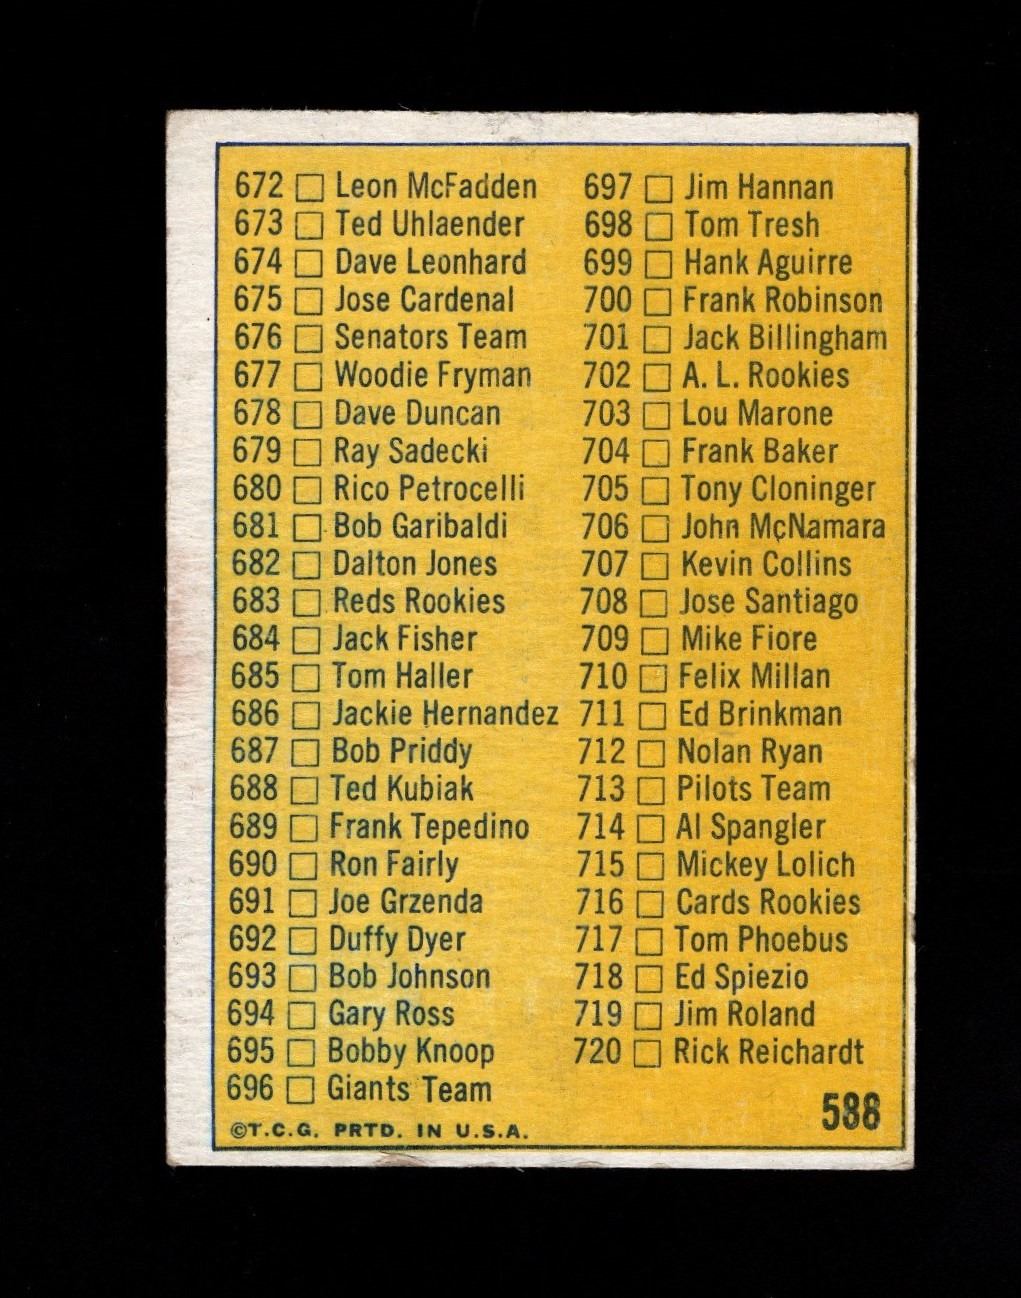 672 Leon McFadden
673 Ted Uhlaender
674 Dave Leonhard
675 Jose Cardenal
676 Senators Team
677 Woodie Fryman
678 Dave Duncan
679 Ray Sadecki
680 Rico Petrocelli
681 Bob Garibaldi
682 Dalton Jones
683 Reds Rookies
684 Jack Fisher
685 Tom Haller
686 Jackie Hernandez
687 Bob Priddy
688 Ted Kubiak
689 Frank Tepedino
690 Ron Fairly
691 Joe Grzenda
692 Duffy Dyer
693 Bob Johnson
694 Gary Ross
695 Bobby Knoop
696 Giants Team
697 Jim Hannan
698 Tom Tresh
699 Hank Aguirre
700 Frank Robinson
701 Jack Billingham
702 A. L. Rookies
703 Lou Marone
704 Frank Baker
705 Tony Cloninger
706 John McNamara
707 Kevin Collins
708 Jose Santiago
709 Mike Fiore
710 Felix Millan
711 Ed Brinkman
712 Nolan Ryan
713 Pilots Team
714 Al Spangler
715 Mickey Lolich
716 Cards Rookies
717 Tom Phoebus
718 Ed Spiezio
719 Jim Roland
720 Rick Reichardt
588
©T.C.G. PRTD. IN U.S.A.